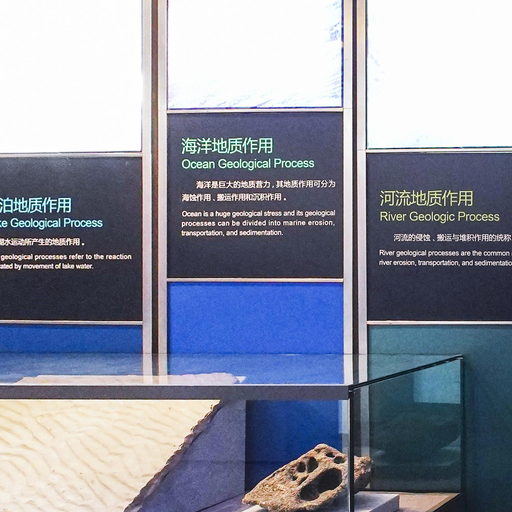 泊地质作用
ke Geological Process
湖水运动所产生的地质作用。
geological processes refer to the reaction
ated by movement of lake water.
海洋地质作用
Ocean Geological Process
海洋是巨大的地质营力，其地质作用可分为
海蚀作用、搬运作用和沉积作用。
Ocean is a huge geological stress and its geological
processes can be divided into marine erosion,
transportation, and sedimentation.
河流地质作用
River Geologic Process
河流的侵蚀、搬运与堆积作用的统称
River geological processes are the common
river erosion, transportation, and sedimentatio